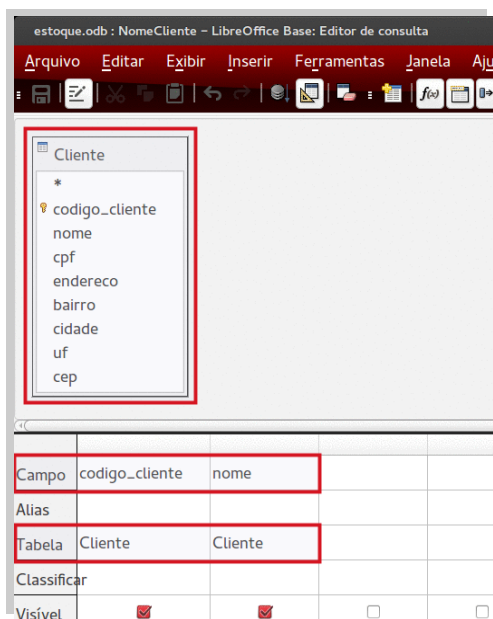 estoque.odb : NomeCliente – LibreOffice Base: Editor de consulta
Arquivo Editar Exibir Inserir Ferramentas Janela Aju
f(x)
Cliente
*
codigo_cliente
nome
cpf
endereco
bairro
cidade
uf
cep
Campo codigo_cliente nome
Alias
Tabela Cliente Cliente
Classificar
Visível